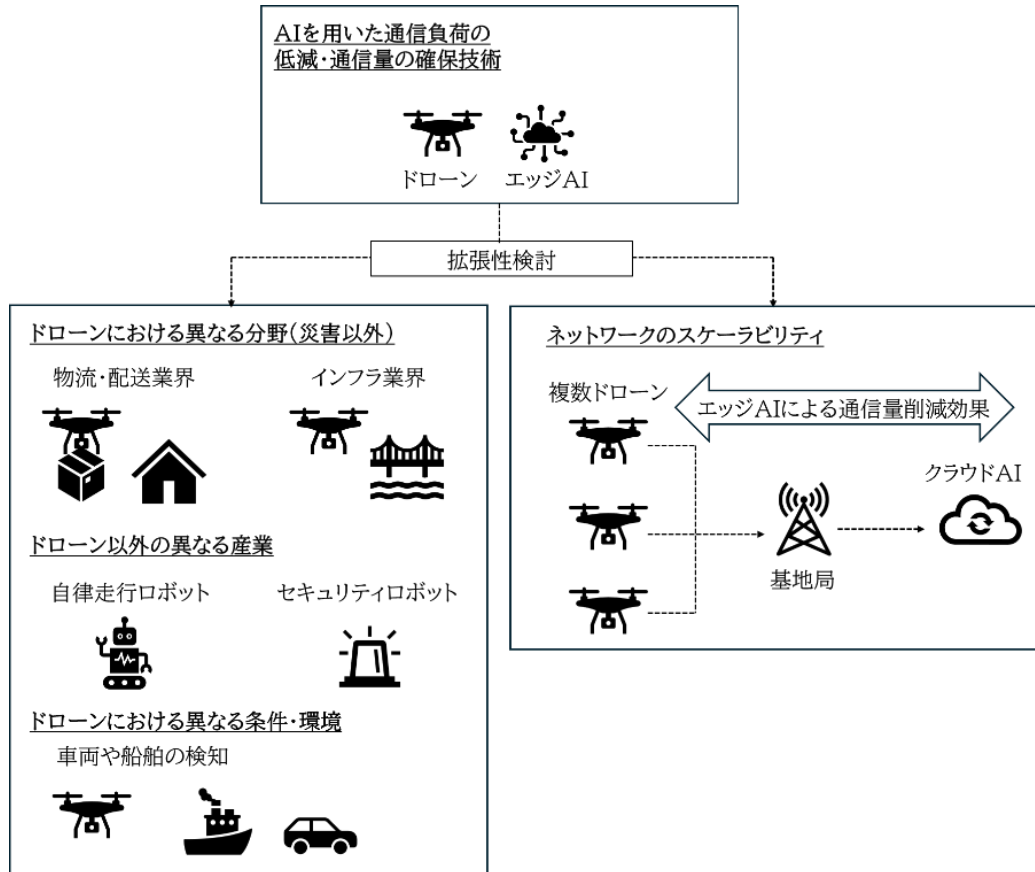 AIを用いた通信負荷の
低減・通信量の確保技術
ドローン
エッジAI
拡張性検討
ドローンにおける異なる分野(災害以外)
物流・配送業界
インフラ業界
ドローン以外の異なる産業
自律走行ロボット
セキュリティロボット
ドローンにおける異なる条件・環境
車両や船舶の検知
ネットワークのスケーラビリティ
複数ドローン
エッジAIによる通信量削減効果
クラウドAI
基地局